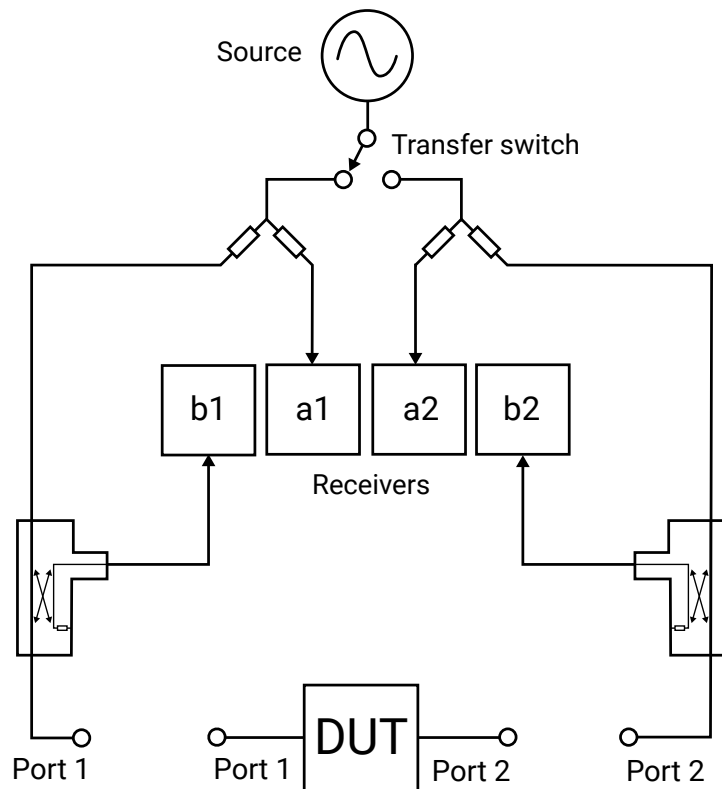 Source
Transfer switch
b1
a1
a2
b2
Receivers
DUT
Port 1
Port 1
Port 2
Port 2